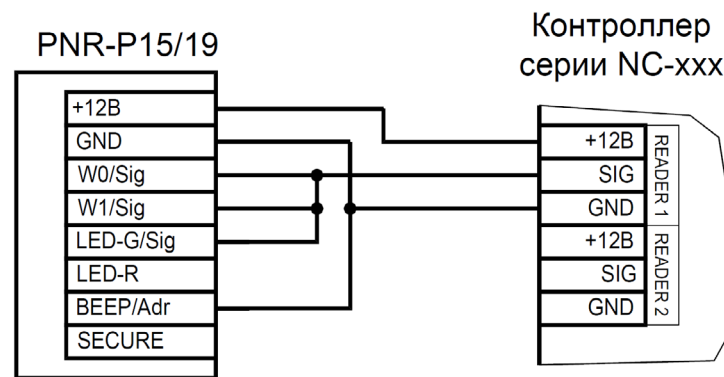 PNR-P15/19
Контроллер
серии NC-xxx
+12В
GND
W0/Sig
W1/Sig
LED-G/Sig
LED-R
BEEP/Adr
SECURE
+12В
SIG
GND
READER 1
+12В
SIG
GND
READER 2